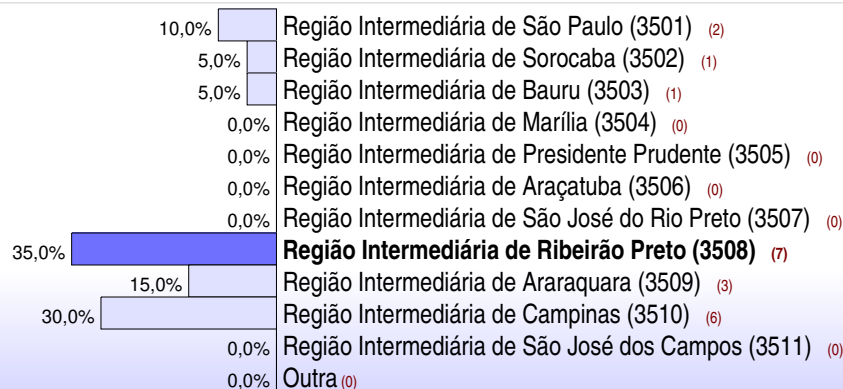 10,0% Região Intermediária de São Paulo (3501) (2)
5,0% Região Intermediária de Sorocaba (3502) (1)
5,0% Região Intermediária de Bauru (3503) (1)
0,0% Região Intermediária de Marília (3504) (0)
0,0% Região Intermediária de Presidente Prudente (3505) (0)
0,0% Região Intermediária de Araçatuba (3506) (0)
0,0% Região Intermediária de São José do Rio Preto (3507) (0)
35,0% Região Intermediária de Ribeirão Preto (3508) (7)
15,0% Região Intermediária de Araraquara (3509) (3)
30,0% Região Intermediária de Campinas (3510) (6)
0,0% Região Intermediária de São José dos Campos (3511) (0)
0,0% Outra (0)